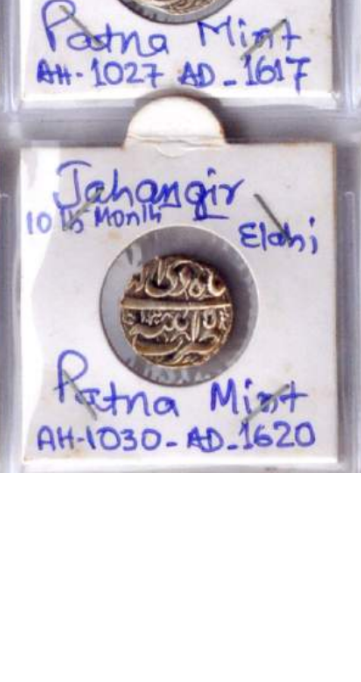 Patna Mint
AH-1027 AD-1617
Jahangir
10th Month
Elahi
Patna Mint
AH-1030-AD-1620